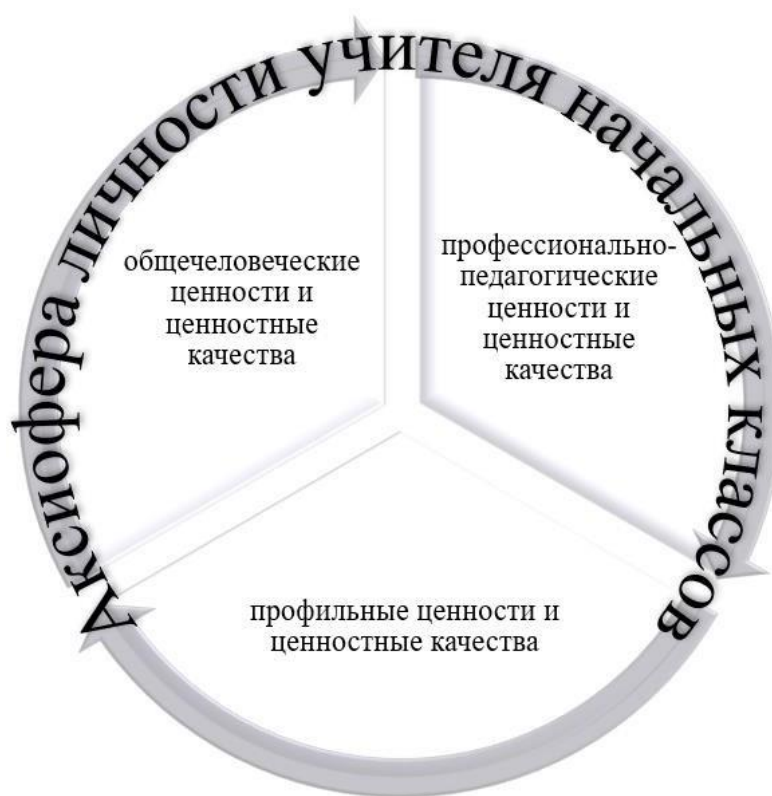 Аксиофера личности учителя начальных классов
общечеловеческие
ценности и
ценностные
качества
профессионально-
педагогические
ценности и
ценностные
качества
профильные ценности и
ценностные качества